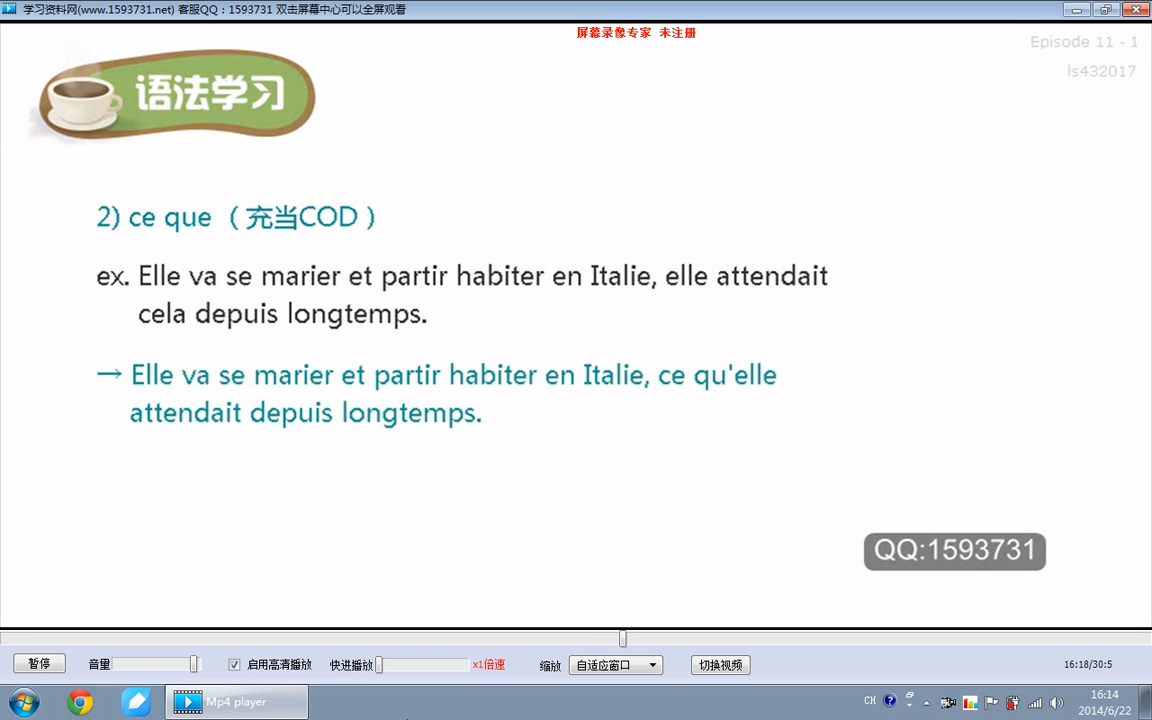 学习资料网(www.1593731.net) 客服QQ：1593731 双击屏幕中心可以全屏观看
屏幕录像专家 未注册
Episode 11 - 1
ls432017
语法学习
2) ce que （充当COD）
ex. Elle va se marier et partir habiter en Italie, elle attendait
cela depuis longtemps.
→ Elle va se marier et partir habiter en Italie, ce qu'elle
attendait depuis longtemps.
QQ:1593731
暂停 音量 启用高清播放 快进播放 x1倍速 缩放 自适应窗口 切换视频 16:18/30:5
Mp4 player
CH
16:14
2014/6/22